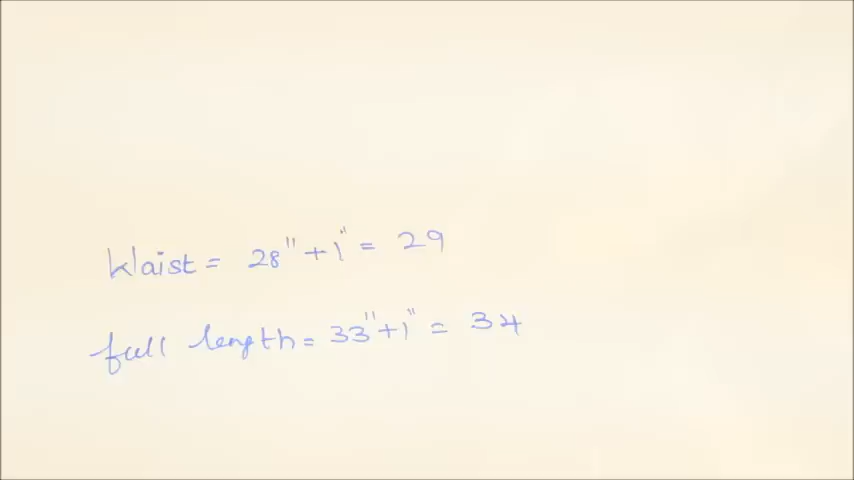 Waist = 28" + 1" = 29
full length = 33" + 1" = 34